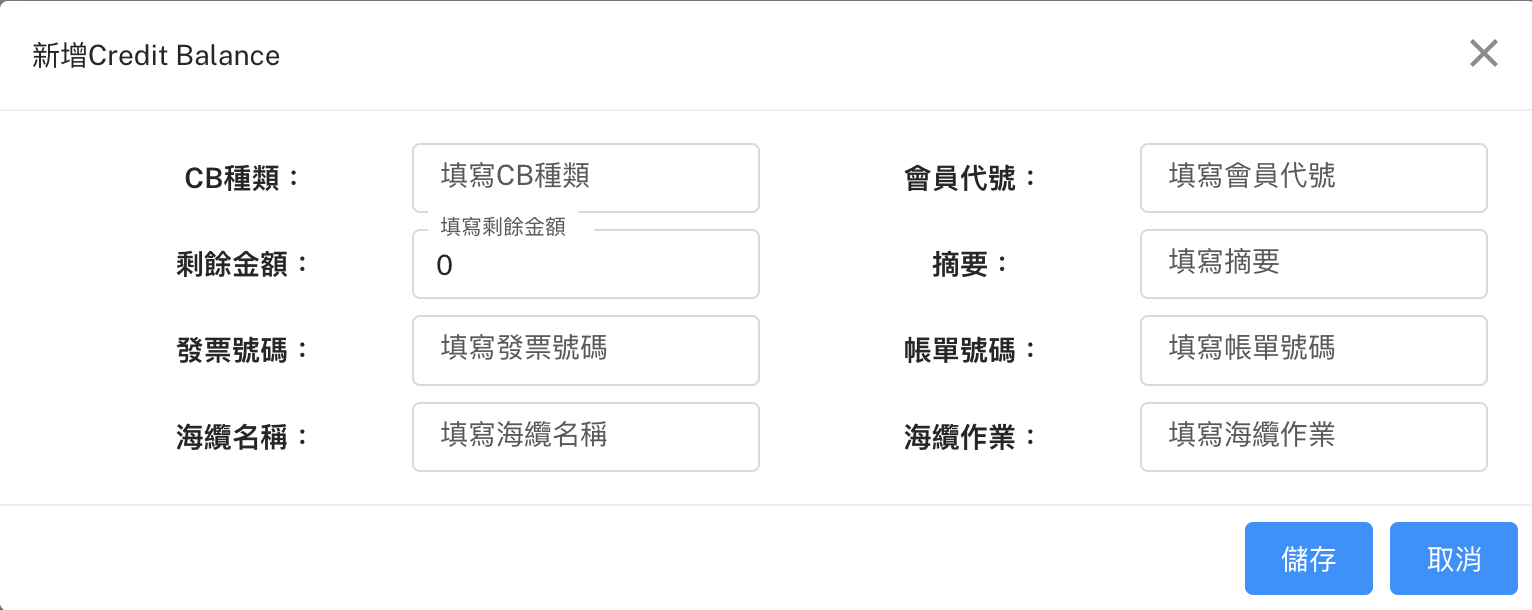 新增Credit Balance
CB種類：
填寫CB種類
會員代號：
填寫會員代號
剩餘金額：
填寫剩餘金額
0
摘要：
填寫摘要
發票號碼：
填寫發票號碼
帳單號碼：
填寫帳單號碼
海纜名稱：
填寫海纜名稱
海纜作業：
填寫海纜作業
儲存
取消